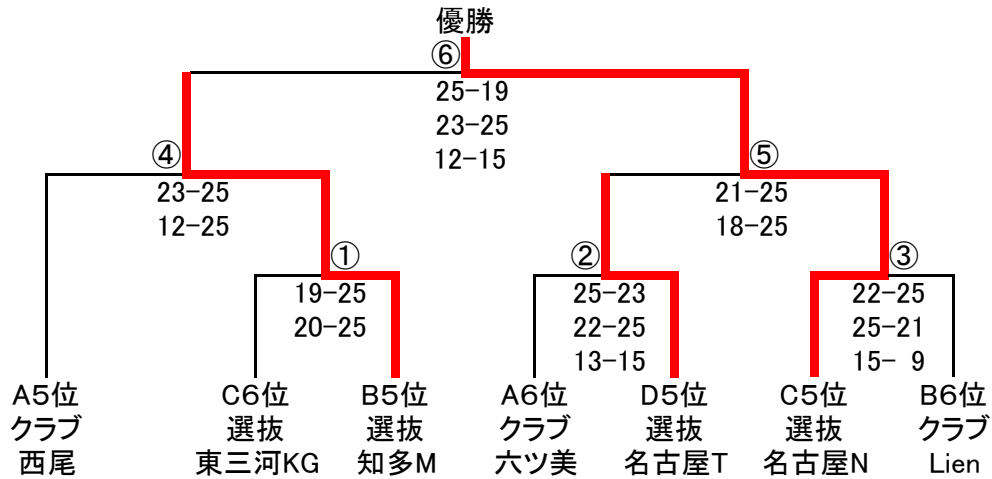 優勝
⑥
25-19
23-25
12-15
④
23-25
12-25
⑤
21-25
18-25
①
19-25
20-25
②
25-23
22-25
13-15
③
22-25
25-21
15- 9
A5位
クラブ
西尾
C6位
選抜
東三河KG
B5位
選抜
知多M
A6位
クラブ
六ツ美
D5位
選抜
名古屋T
C5位
選抜
名古屋N
B6位
クラブ
Lien